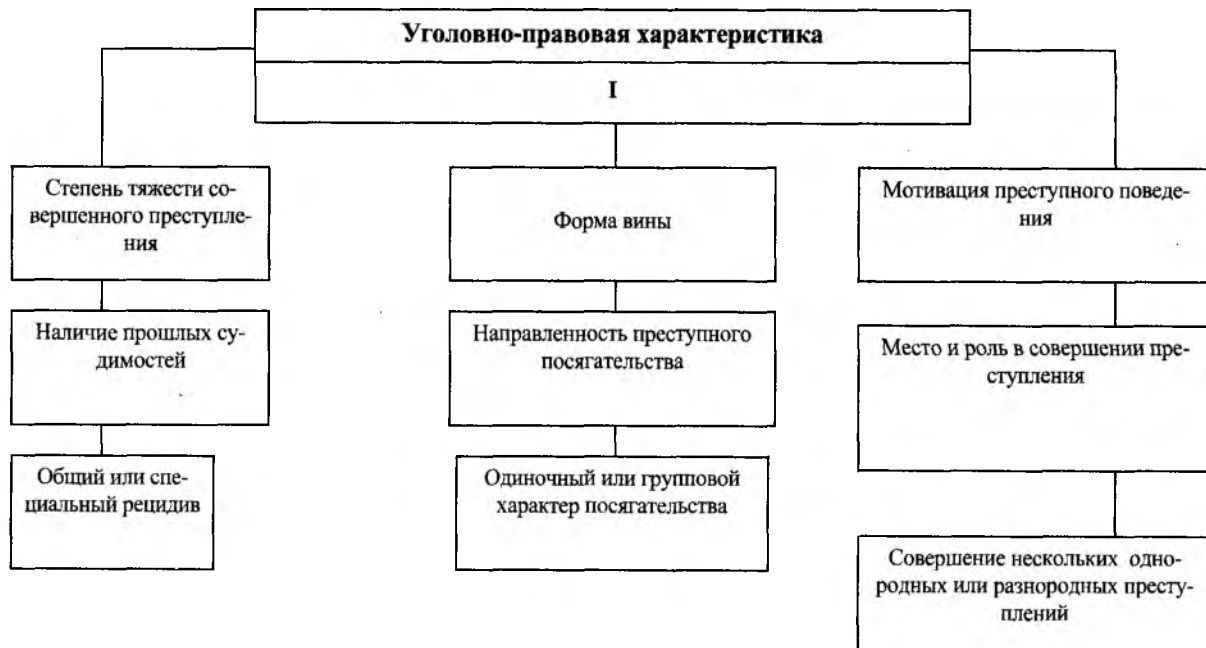 Уголовно-правовая характеристика
I
Степень тяжести со-
вершенного преступле-
ния
Наличие прошлых су-
димостей
Общий или спе-
циальный рецидив
Форма вины
Направленность преступного
посягательства
Одиночный или групповой
характер посягательства
Мотивация преступного поведе-
ния
Место и роль в совершении пре-
ступления
Совершение нескольких одно-
родных или разнородных престу-
плений